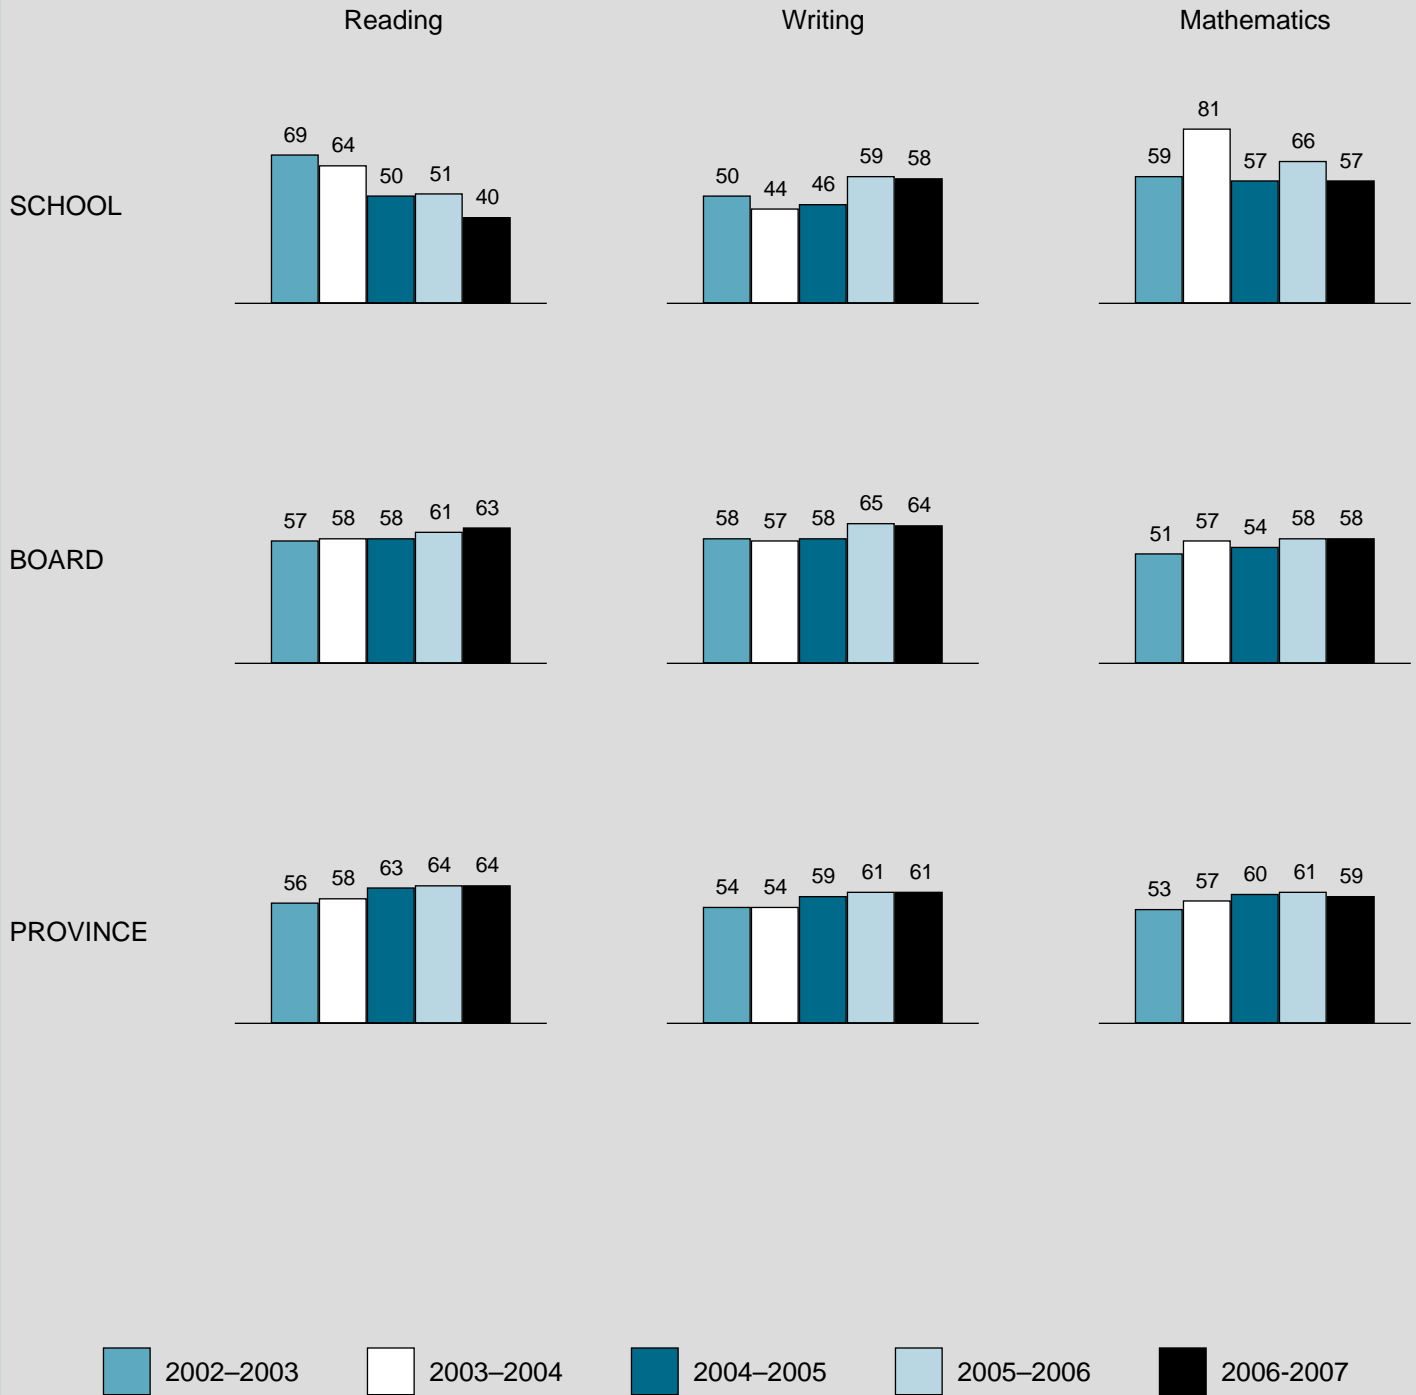 Reading Writing Mathematics
SCHOOL
69 64 50 51 40
50 44 46 59 58
59 81 57 66 57
BOARD
57 58 58 61 63
58 57 58 65 64
51 57 54 58 58
PROVINCE
56 58 63 64 64
54 54 59 61 61
53 57 60 61 59
2002–2003 2003–2004 2004–2005 2005–2006 2006-2007